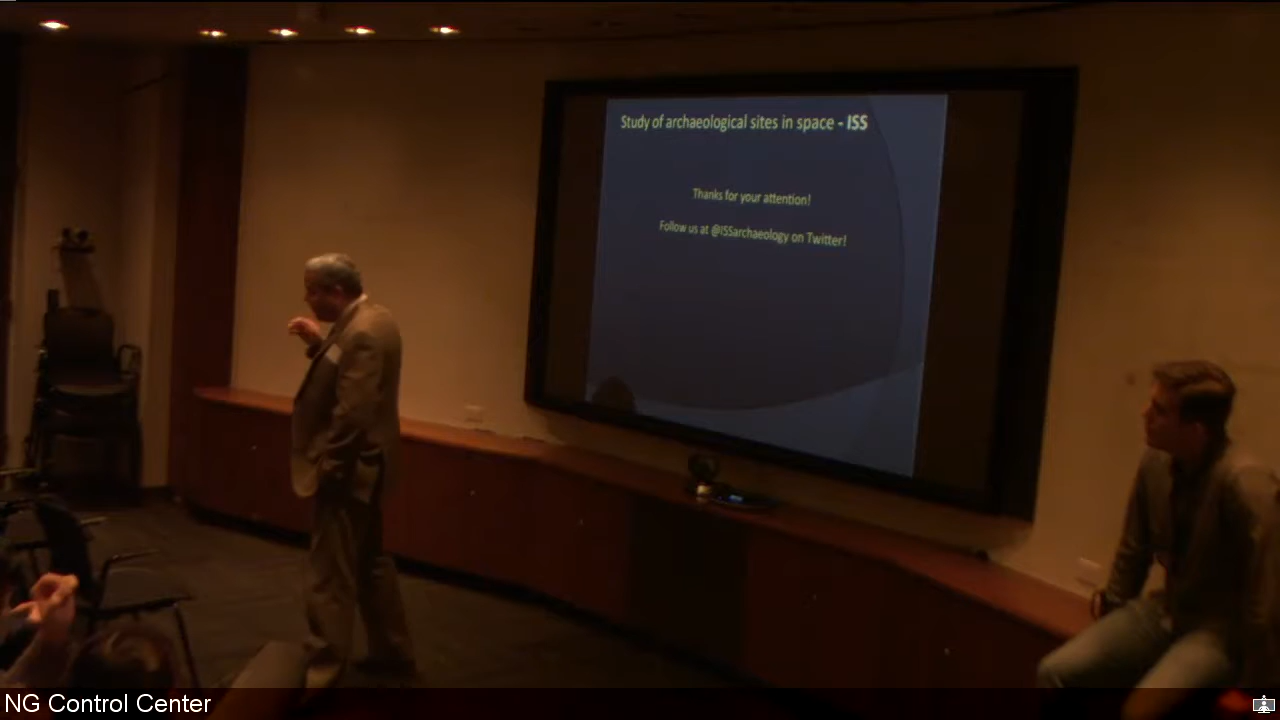 Study of archaeological sites in space - ISS
Thanks for your attention!
Follow us at @ISSarchaeology on Twitter!
NG Control Center